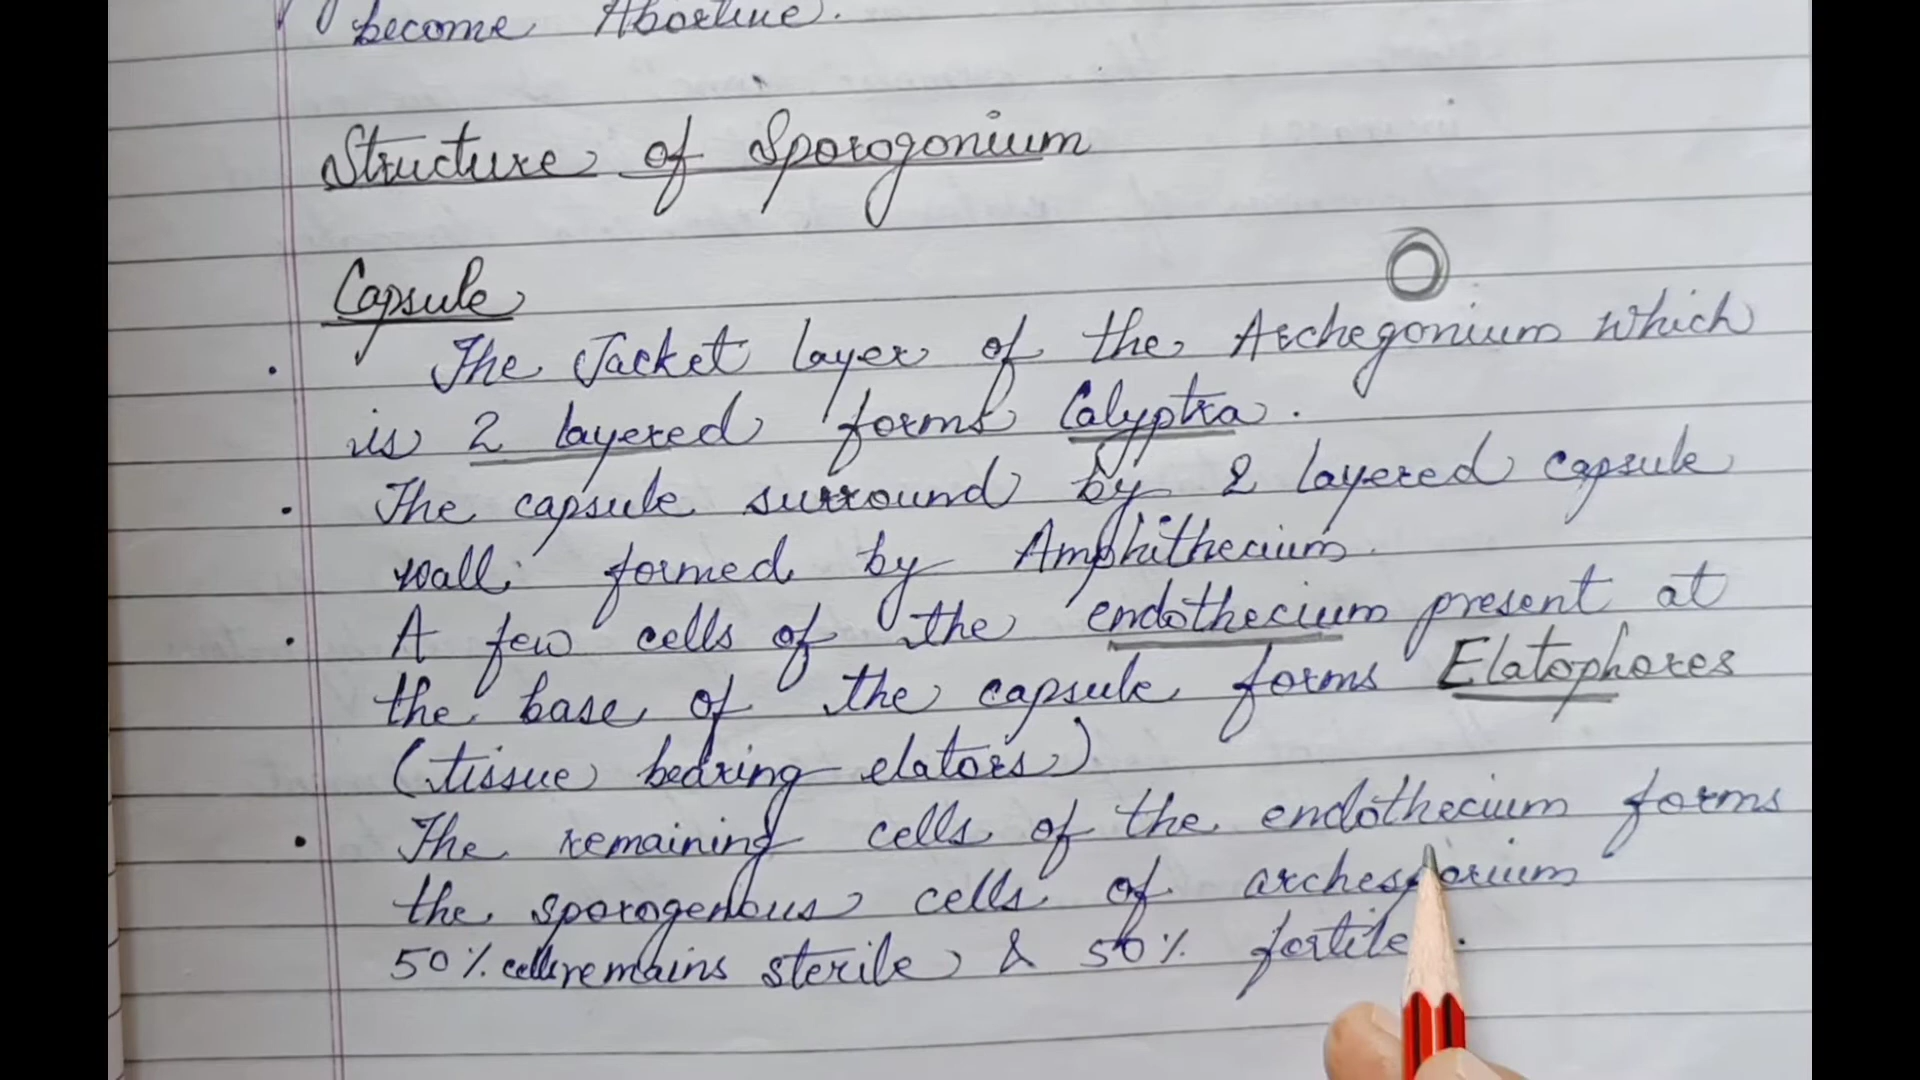 become Abortive.
Structure of Sporogonium
Capsule
· The Jacket layer of the Archegonium which
is 2 layered forms Calyptra.
· The capsule surround by 2 layered capsule
wall formed by Amphithecium.
· A few cells of the endothecium present at
the base of the capsule forms Elatophores
(tissue bearing elators)
· The remaining cells of the endothecium forms
the sporogenous cells of archesporium
50% cells remains sterile & 50% fertile.